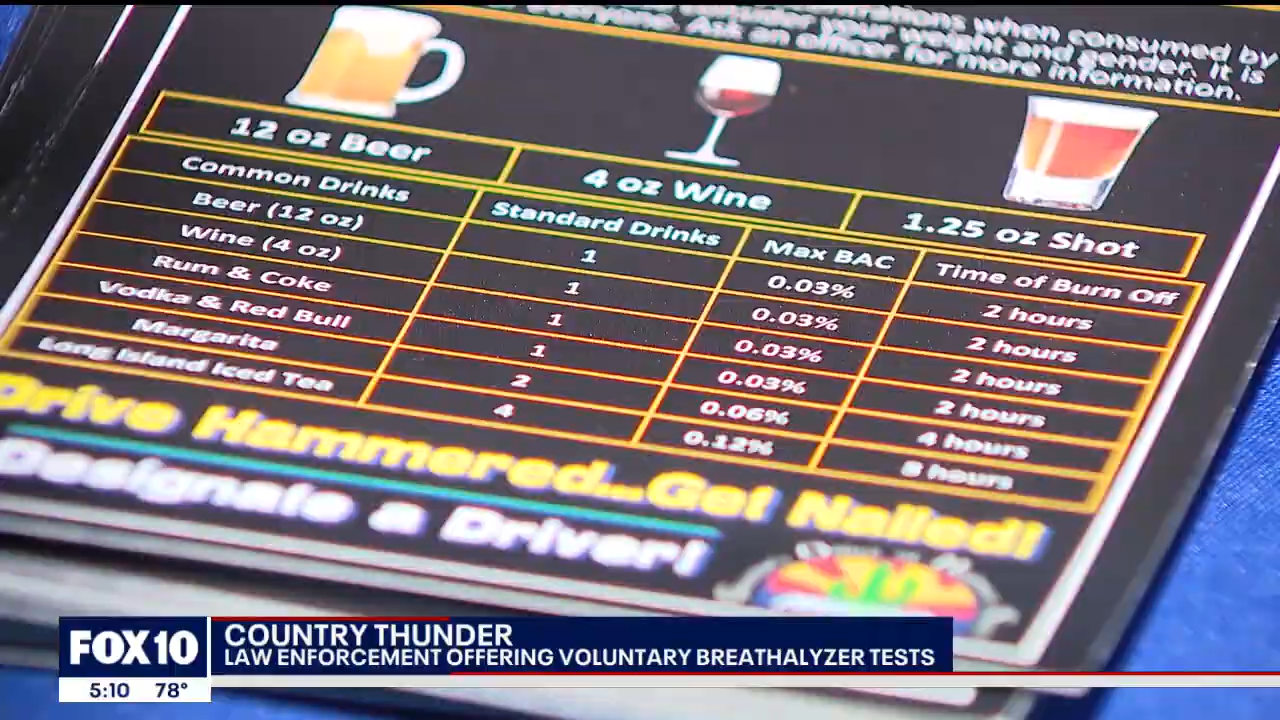 consumed by
your weight and gender. It is
everyone. Ask an officer for more information.
12 oz Beer
4 oz Wine
1.25 oz Shot
Common Drinks Standard Drinks Max BAC Time of Burn Off
Beer (12 oz) 1 0.03% 2 hours
Wine (4 oz) 1 0.03% 2 hours
Rum & Coke 1 0.03% 2 hours
Vodka & Red Bull 1 0.03% 2 hours
Margarita 2 0.06% 4 hours
Long Island Iced Tea 4 0.12% 8 hours
Drive Hammered...Get Nailed!
Designate a Driver!
FOX 10
5:10 78°
COUNTRY THUNDER
LAW ENFORCEMENT OFFERING VOLUNTARY BREATHALYZER TESTS